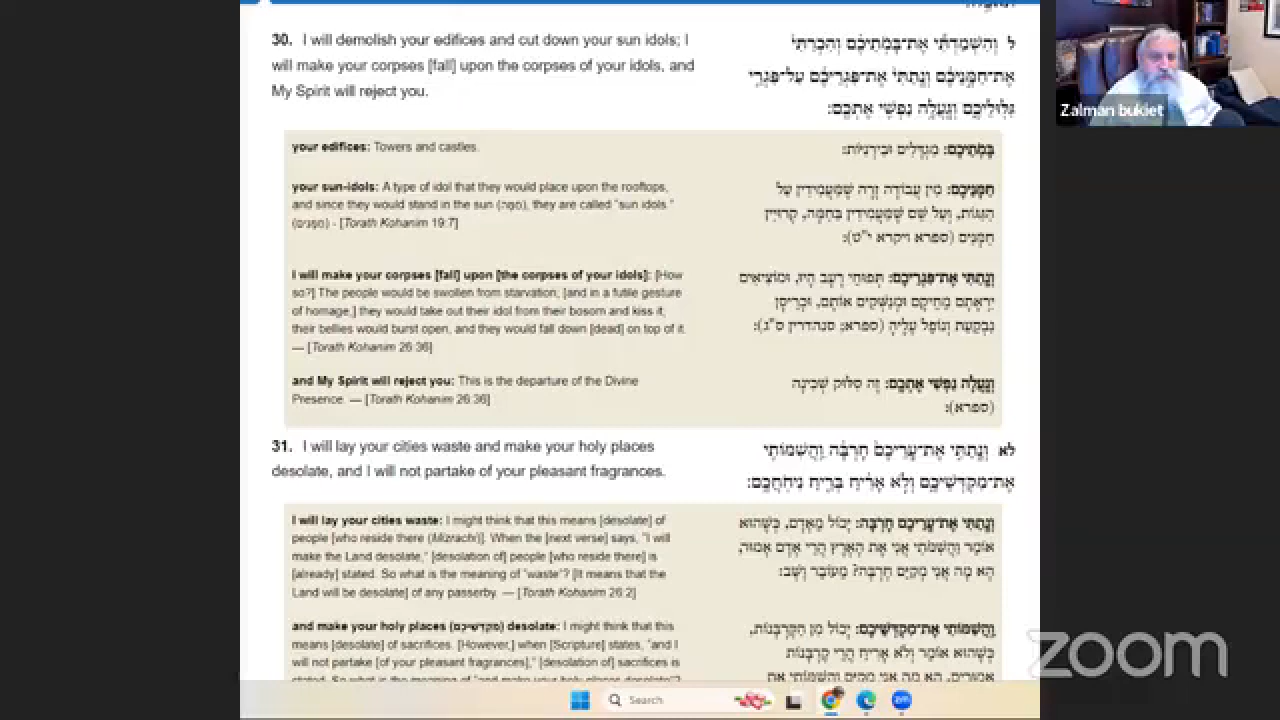 30. I will demolish your edifices and cut down your sun idols; I
will make your corpses [fall] upon the corpses of your idols, and
My Spirit will reject you.
ל וְהִשְׁמַדְתִּ֞י אֶת־בָּמֹֽתֵיכֶ֗ם וְהִכְרַתִּי֙
אֶת־חַמָּ֣נֵיכֶ֔ם וְנָֽתַתִּי֙ אֶת־פִּגְרֵיכֶ֔ם עַל־פִּגְרֵ֖י
גִּלּֽוּלֵיכֶ֑ם וְגָֽעֲלָ֥ה נַפְשִׁ֖י אֶתְכֶֽם:
your edifices: Towers and castles.
בָּמֹתֵיכֶם: מִגְדָּלִים וּבִירָנִיּוֹת:
your sun-idols: A type of idol that they would place upon the rooftops,
and since they would stand in the sun (חַמָּה), they are called "sun idols."
(חַמָּנִים) - [Torath Kohanim 19:7]
חַמָּנֵיכֶם: מִין עֲבוֹדָה זָרָה שֶׁמַּעֲמִידִין עַל
הַגַּגּוֹת, וְעַל שֵׁם שֶׁמַּעֲמִידִין בַּחַמָּה, קְרוּיִין
חַמָּנִים (ספרא ויקרא י"ט):
I will make your corpses [fall] upon [the corpses of your idols]: [How
so?] The people would be swollen from starvation; [and in a futile gesture
of homage,] they would take out their idol from their bosom and kiss it;
their bellies would burst open, and they would fall down [dead] on top of it.
— [Torath Kohanim 26:36]
וְנָתַתִּי אֶת־פִּגְרֵיכֶם: תְּפוּחֵי רָעָב הָיוּ, וּמוֹצִיאִים
יִרְאָתָם מֵחֵיקָם וּמְנַשְּׁקִים אוֹתָם, וּכְרֵיסָן
נִבְקַעַת וְנוֹפֵל עָלֶיהָ (ספרא; סנהדרין ס"ג):
and My Spirit will reject you: This is the departure of the Divine
Presence. — [Torath Kohanim 26:36]
וְגָעֲלָה נַפְשִׁי אֶתְכֶם: זֶה סִלּוּק שְׁכִינָה
(ספרא):
31. I will lay your cities waste and make your holy places
desolate, and I will not partake of your pleasant fragrances.
לא וְנָֽתַתִּ֤י אֶת־עָֽרֵיכֶם֙ חָרְבָּ֔ה וַֽהֲשִׁמּוֹתִ֖י
אֶת־מִקְדְּשֵׁיכֶ֑ם וְלֹ֣א אָרִ֔יחַ בְּרֵ֖יחַ נִיחֹֽחֲכֶֽם:
I will lay your cities waste: I might think that this means [desolate] of
people [who reside there (Mizrachi)]. When the [next verse] says, "I will
make the Land desolate," [desolation of] people [who reside there] is
[already] stated. So what is the meaning of "waste"? [It means that the
Land will be desolate] of any passerby. — [Torath Kohanim 26:2]
וְנָתַתִּי אֶת־עָרֵיכֶם חָרְבָּה: יָכוֹל מֵאָדָם, כְּשֶׁהוּא
אוֹמֵר וַהֲשִׁמֹּתִי אֲנִי אֶת הָאָרֶץ הֲרֵי אָדָם אָמוּר,
הָא מָה אֲנִי מְקַיֵּם חָרְבָּה? מֵעוֹבֵר וָשָׁב:
and make your holy places (מִקְדְּשֵׁיכֶם) desolate: I might think that this
means [desolate] of sacrifices. [However,] when [Scripture] states, "and I
will not partake [of your pleasant fragrances]," [desolation of] sacrifices is
stated. So what is the meaning of "and make your holy places desolate"?
וַהֲשִׁמּוֹתִי אֶת־מִקְדְּשֵׁיכֶם: יָכוֹל מִן הַקָּרְבָּנוֹת,
כְּשֶׁהוּא אוֹמֵר וְלֹא אָרִיחַ הֲרֵי קָרְבָּנוֹת
אֲמוּרִים, הָא מָה אֲנִי מְקַיֵּם וַהֲשִׁמּוֹתִי אֶת
Zalman bukiet
zoom
Search
zm